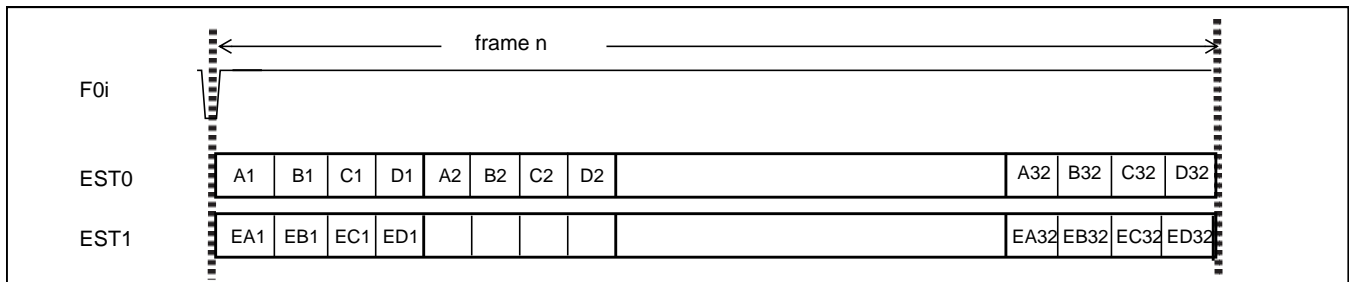 frame n
F0i
EST0 A1 B1 C1 D1 A2 B2 C2 D2 A32 B32 C32 D32
EST1 EA1 EB1 EC1 ED1 EA32 EB32 EC32 ED32